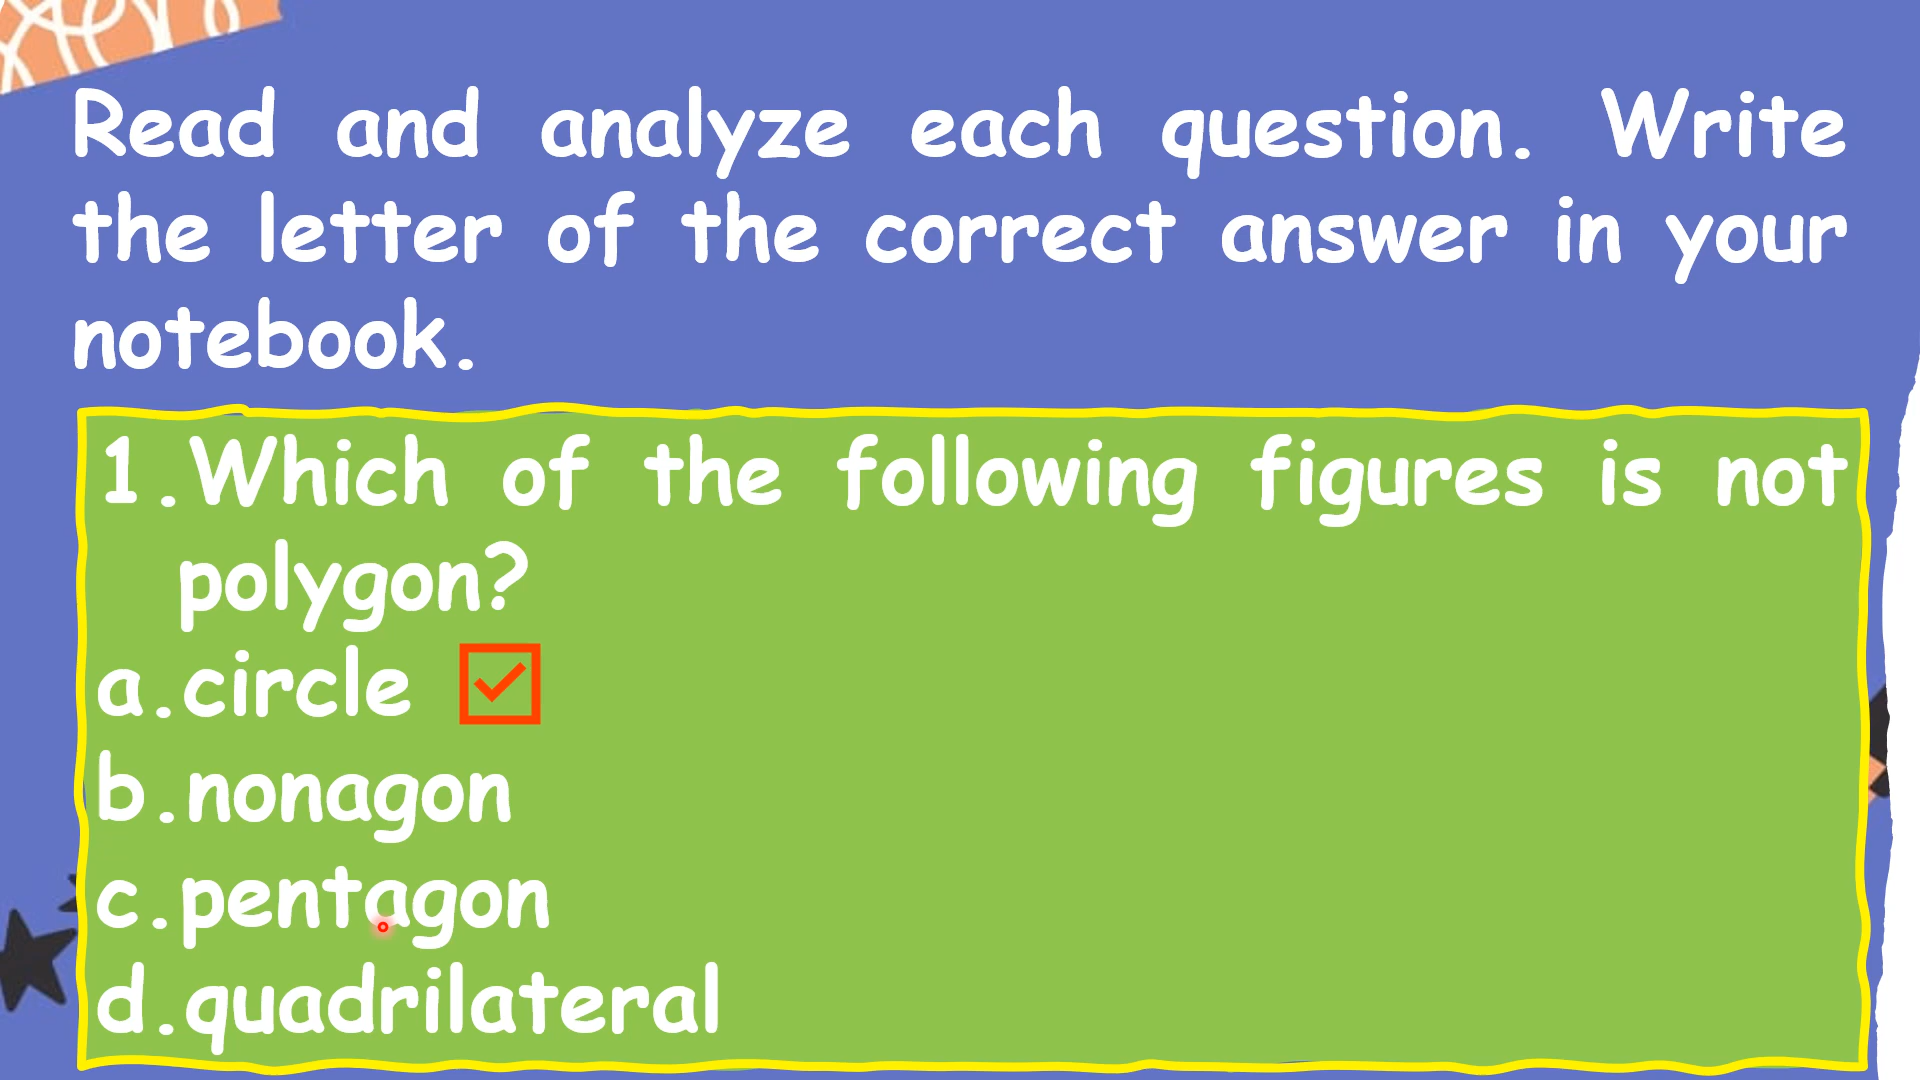 Read and analyze each question. Write
the letter of the correct answer in your
notebook.
1.Which of the following figures is not
polygon?
a.circle
b.nonagon
c.pentagon
d.quadrilateral